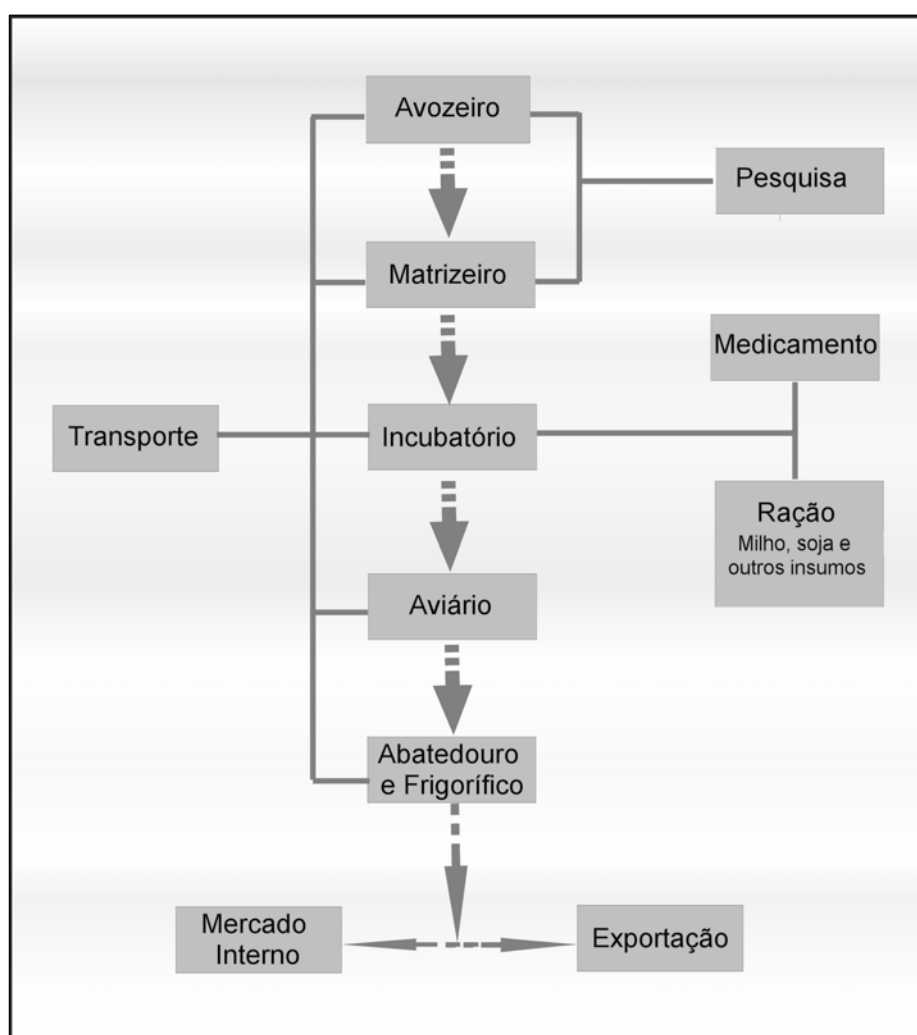 Avozeiro
Pesquisa
Matrizeiro
Medicamento
Transporte
Incubatório
Ração
Milho, soja e
outros insumos
Aviário
Abatedouro
e Frigorífico
Mercado
Interno
Exportação